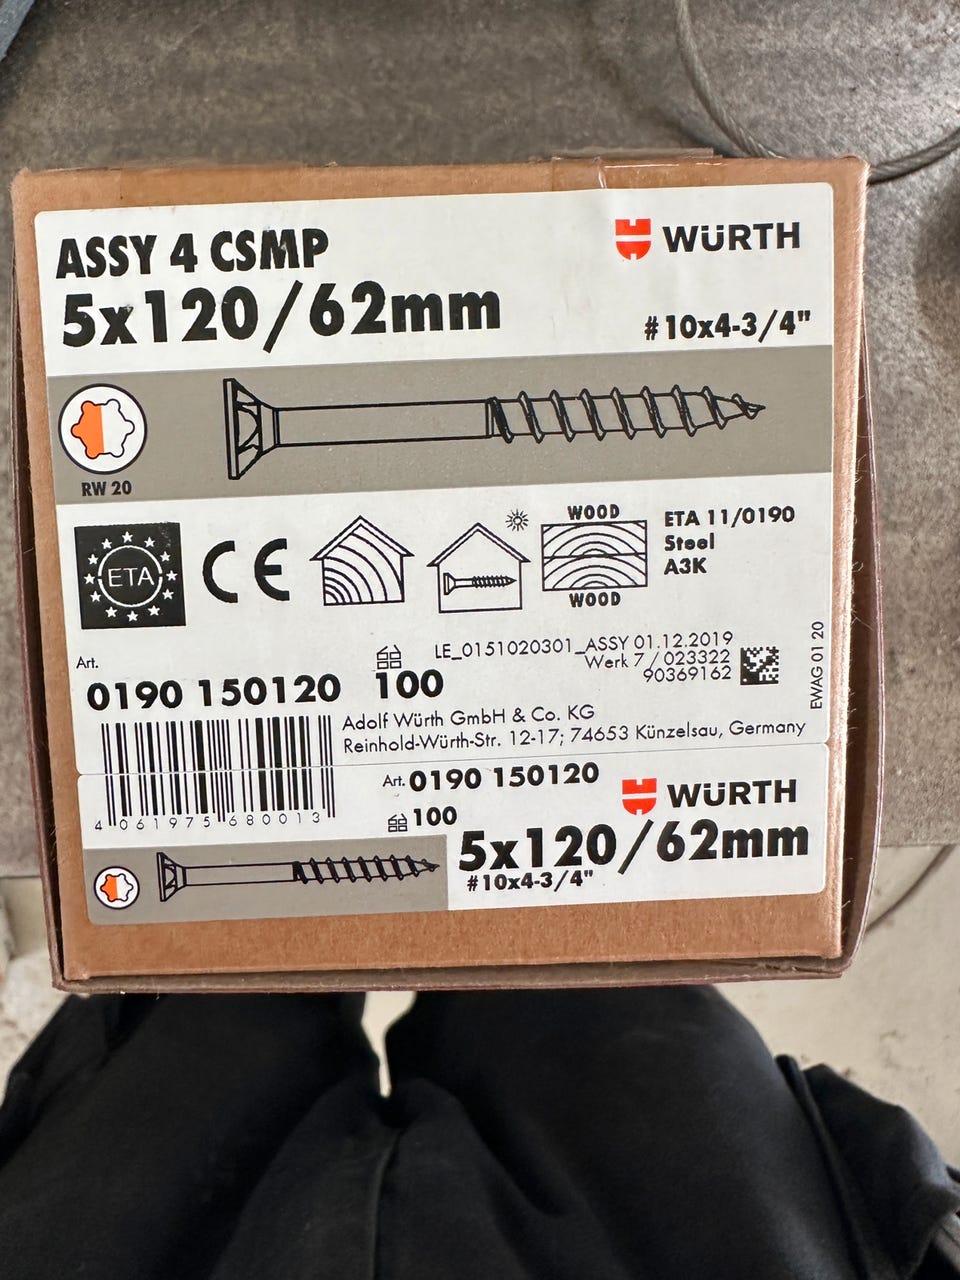 ASSY 4 CSMP
WÜRTH
5x120/62mm
#10x4-3/4"
RW 20
ETA
CE
WOOD
WOOD
ETA 11/0190
Steel
A3K
LE_0151020301_ASSY 01.12.2019
Werk 7 / 023322
90369162
EWAG 01 20
Art.
0190 150120
100
Adolf Würth GmbH & Co. KG
Reinhold-Würth-Str. 12-17; 74653 Künzelsau, Germany
4 061975 680013
Art. 0190 150120
WÜRTH
100
5x120/62mm
#10x4-3/4"